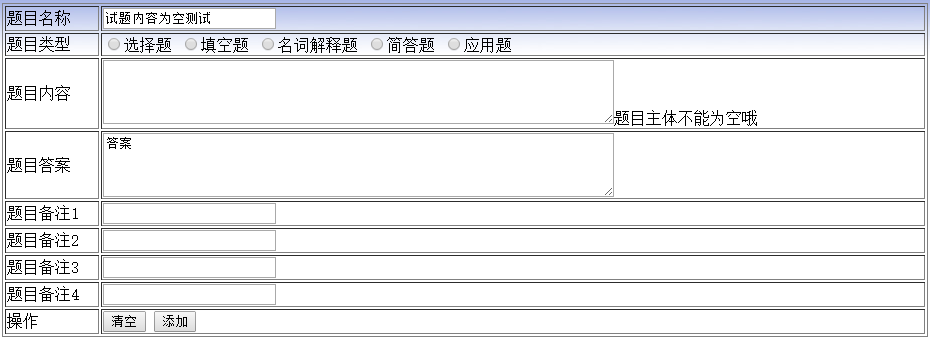 题目名称 试题内容为空测试
题目类型 选择题 填空题 名词解释题 简答题 应用题
题目内容 题目主体不能为空哦
题目答案 答案
题目备注1
题目备注2
题目备注3
题目备注4
操作 清空 添加